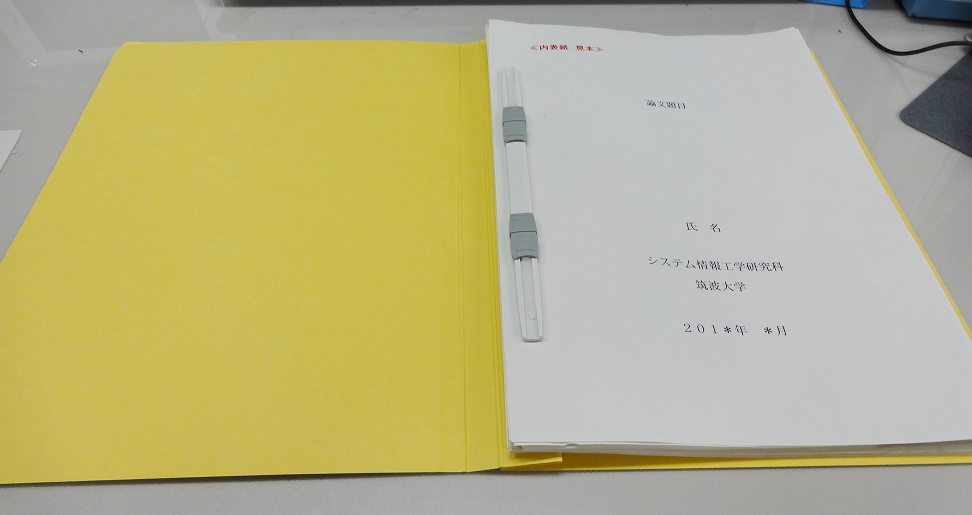 ≪内表紙 見本≫
論文題目
氏 名
システム情報工学研究科
筑波大学
201*年 *月